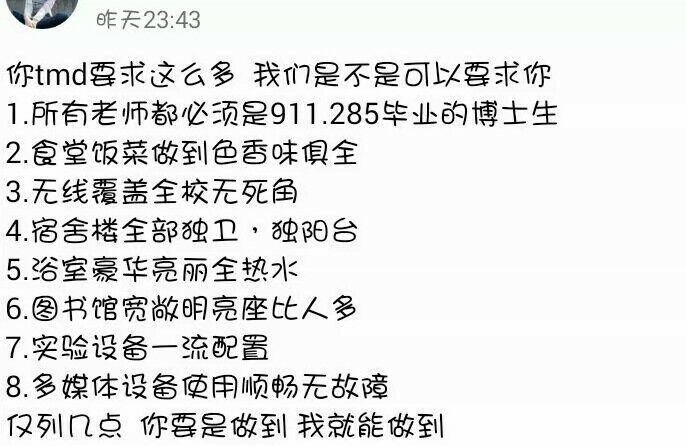 昨天23:43
你tmd要求这么多 我们是不是可以要求你
1.所有老师都必须是911.285毕业的博士生
2.食堂饭菜做到色香味俱全
3.无线覆盖全校无死角
4.宿舍楼全部独卫，独阳台
5.浴室豪华亮丽全热水
6.图书馆宽敞明亮座比人多
7.实验设备一流配置
8.多媒体设备使用顺畅无故障
仅列几点 你要是做到 我就能做到